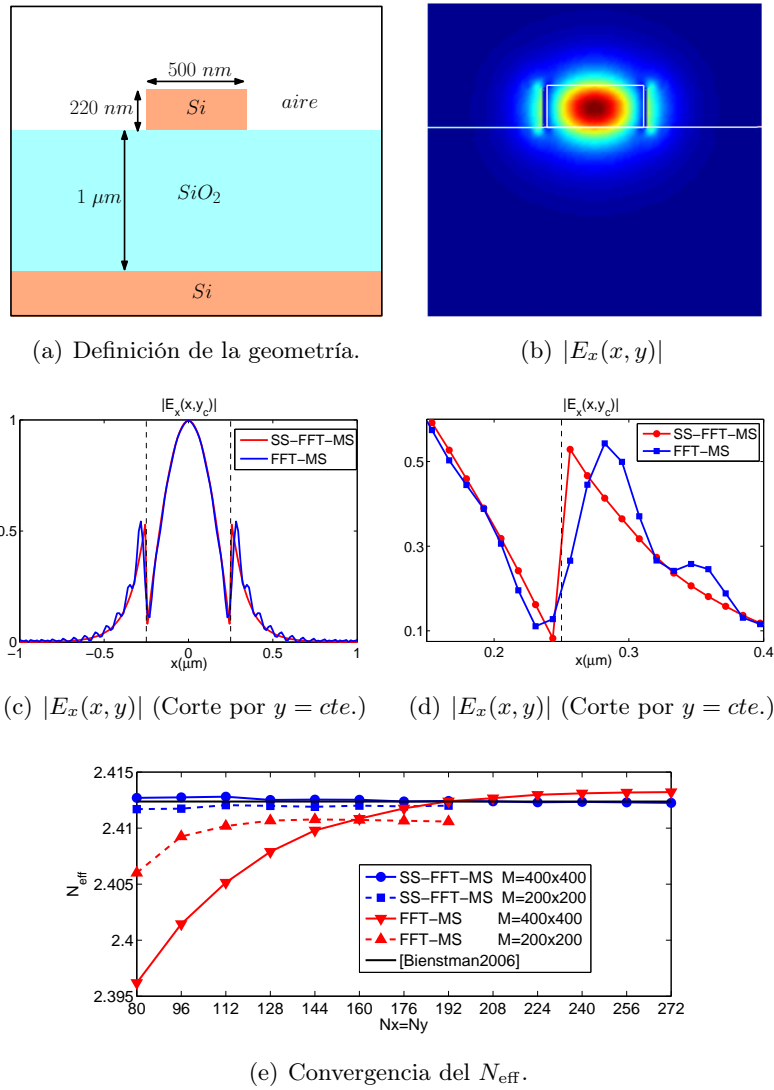 500 nm
220 nm
Si
aire
1 μm
SiO₂
Si
(a) Definición de la geometría.
(b) |Eₓ(x, y)|
|Eₓ(x,y_c)|
1
0.5
0
SS−FFT−MS
FFT−MS
−1 −0.5 0 0.5 1
x(μm)
(c) |Eₓ(x, y)| (Corte por y = cte.)
|Eₓ(x,y_c)|
0.5
0.3
0.1
SS−FFT−MS
FFT−MS
0.2 0.3 0.4
x(μm)
(d) |Eₓ(x, y)| (Corte por y = cte.)
2.415
2.41
2.405
2.4
2.395
N_eff
SS−FFT−MS M=400x400
SS−FFT−MS M=200x200
FFT−MS M=400x400
FFT−MS M=200x200
[Bienstman2006]
80 96 112 128 144 160 176 192 208 224 240 256 272
Nx=Ny
(e) Convergencia del N_eff.